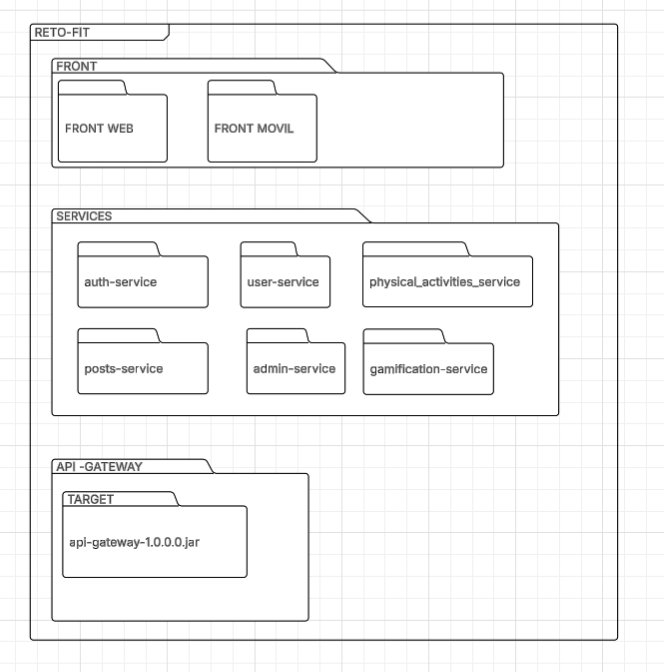 RETO-FIT
FRONT
FRONT WEB
FRONT MOVIL
SERVICES
auth-service
user-service
physical_activities_service
posts-service
admin-service
gamification-service
API -GATEWAY
TARGET
api-gateway-1.0.0.0.jar